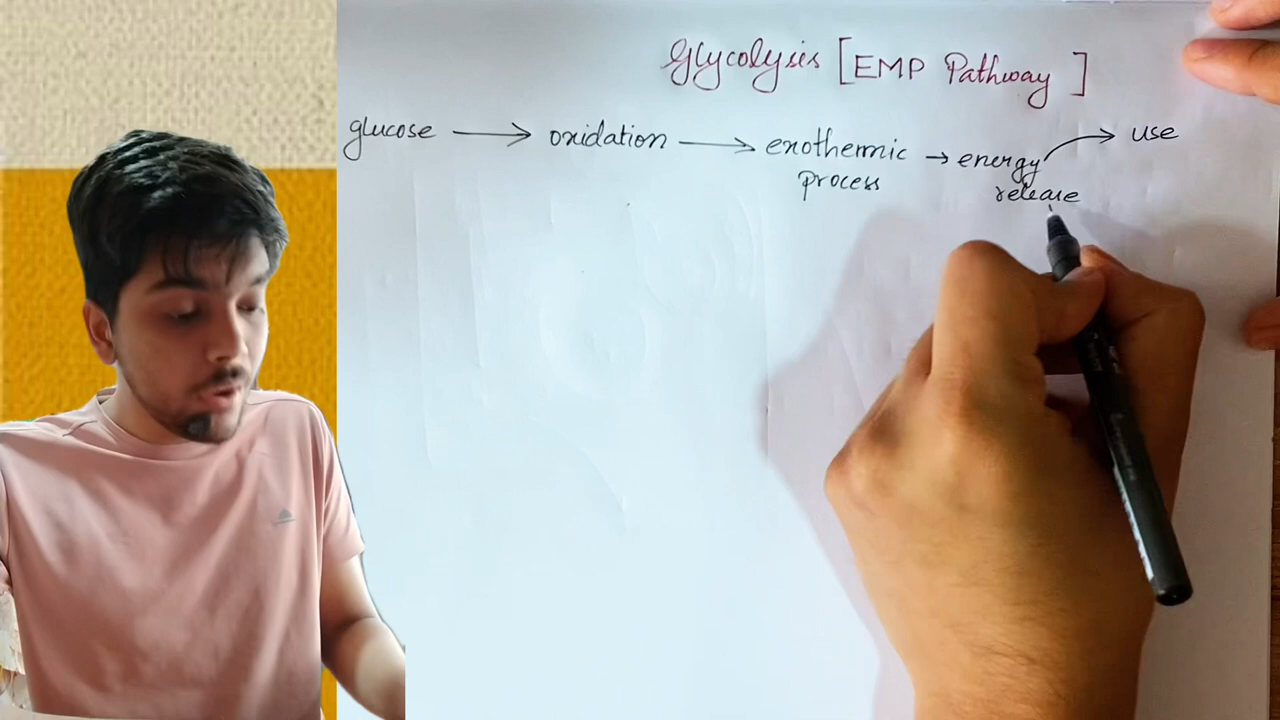 Glycolysis [EMP Pathway]
glucose → oxidation → exothermic → energy → use
process release